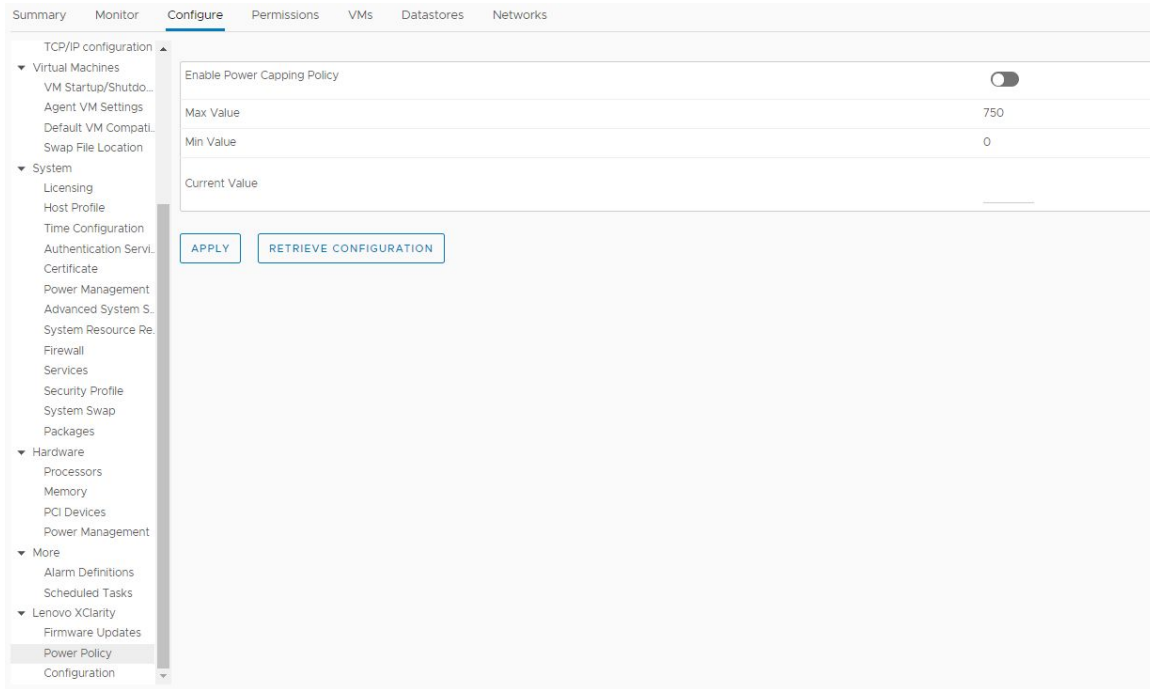 Summary Monitor Configure Permissions VMs Datastores Networks
TCP/IP configuration
Virtual Machines
VM Startup/Shutdo...
Agent VM Settings
Default VM Compati..
Swap File Location
System
Licensing
Host Profile
Time Configuration
Authentication Servi..
Certificate
Power Management
Advanced System S..
System Resource Re.
Firewall
Services
Security Profile
System Swap
Packages
Hardware
Processors
Memory
PCI Devices
Power Management
More
Alarm Definitions
Scheduled Tasks
Lenovo XClarity
Firmware Updates
Power Policy
Configuration
Enable Power Capping Policy
Max Value 750
Min Value 0
Current Value
APPLY RETRIEVE CONFIGURATION